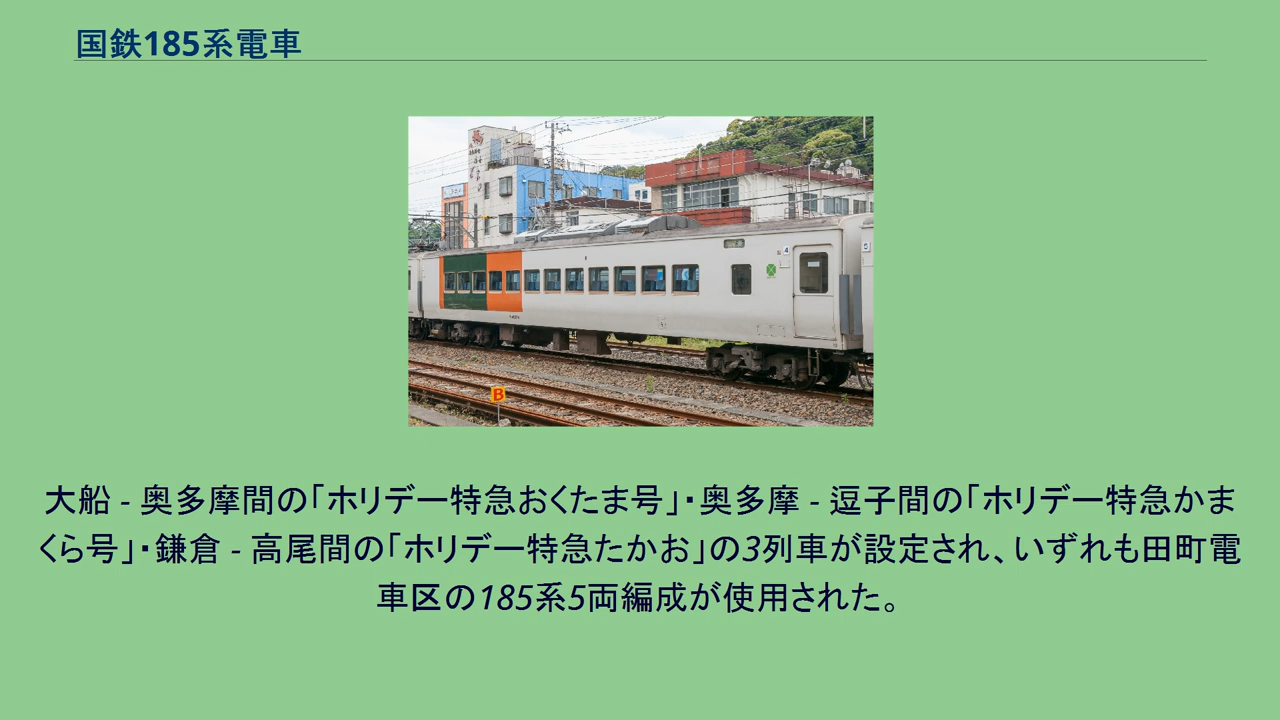 国鉄185系電車
4
5
B
大船 - 奥多摩間の「ホリデー特急おくたま号」・奥多摩 - 逗子間の「ホリデー特急かま
くら号」・鎌倉 - 高尾間の「ホリデー特急たかお」の3列車が設定され、いずれも田町電
車区の185系5両編成が使用された。